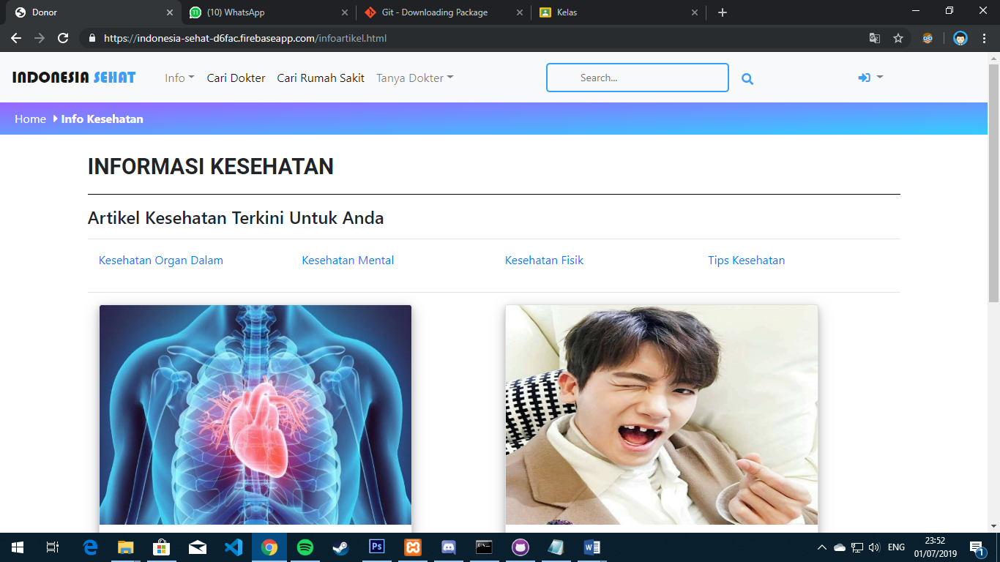 Donor
(10) WhatsApp
Git - Downloading Package
Kelas
https://indonesia-sehat-d6fac.firebaseapp.com/infoartikel.html
INDONESIA SEHAT
Info
Cari Dokter
Cari Rumah Sakit
Tanya Dokter
Search...
Home
Info Kesehatan
INFORMASI KESEHATAN
Artikel Kesehatan Terkini Untuk Anda
Kesehatan Organ Dalam
Kesehatan Mental
Kesehatan Fisik
Tips Kesehatan
Ps
ENG
23:52
01/07/2019
1